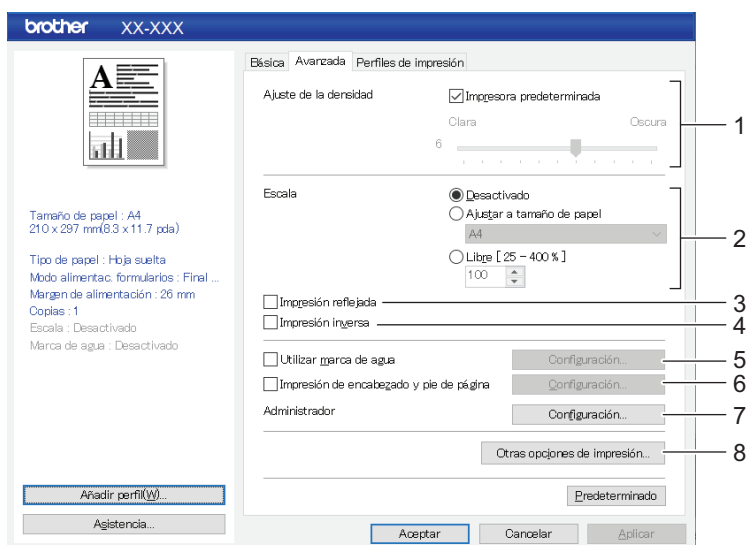 brother XX-XXX
A
Tamaño de papel : A4
210 x 297 mm(8.3 x 11.7 pda)
Tipo de papel : Hoja suelta
Modo alimentac. formularios : Final ...
Margen de alimentación : 26 mm
Copias : 1
Escala : Desactivado
Marca de agua : Desactivado
Añadir perfil(W)...
Asistencia...
Básica Avanzada Perfiles de impresión
Ajuste de la densidad
Impresora predeterminada
Clara Oscura
6
1
Escala
Desactivado
Ajustar a tamaño de papel
A4
Libre [ 25 – 400 % ]
100
2
Impresión reflejada 3
Impresión inversa 4
Utilizar marca de agua Configuración... 5
Impresión de encabezado y pie de página Configuración... 6
Administrador Configuración... 7
Otras opciones de impresión... 8
Predeterminado
Aceptar Cancelar Aplicar